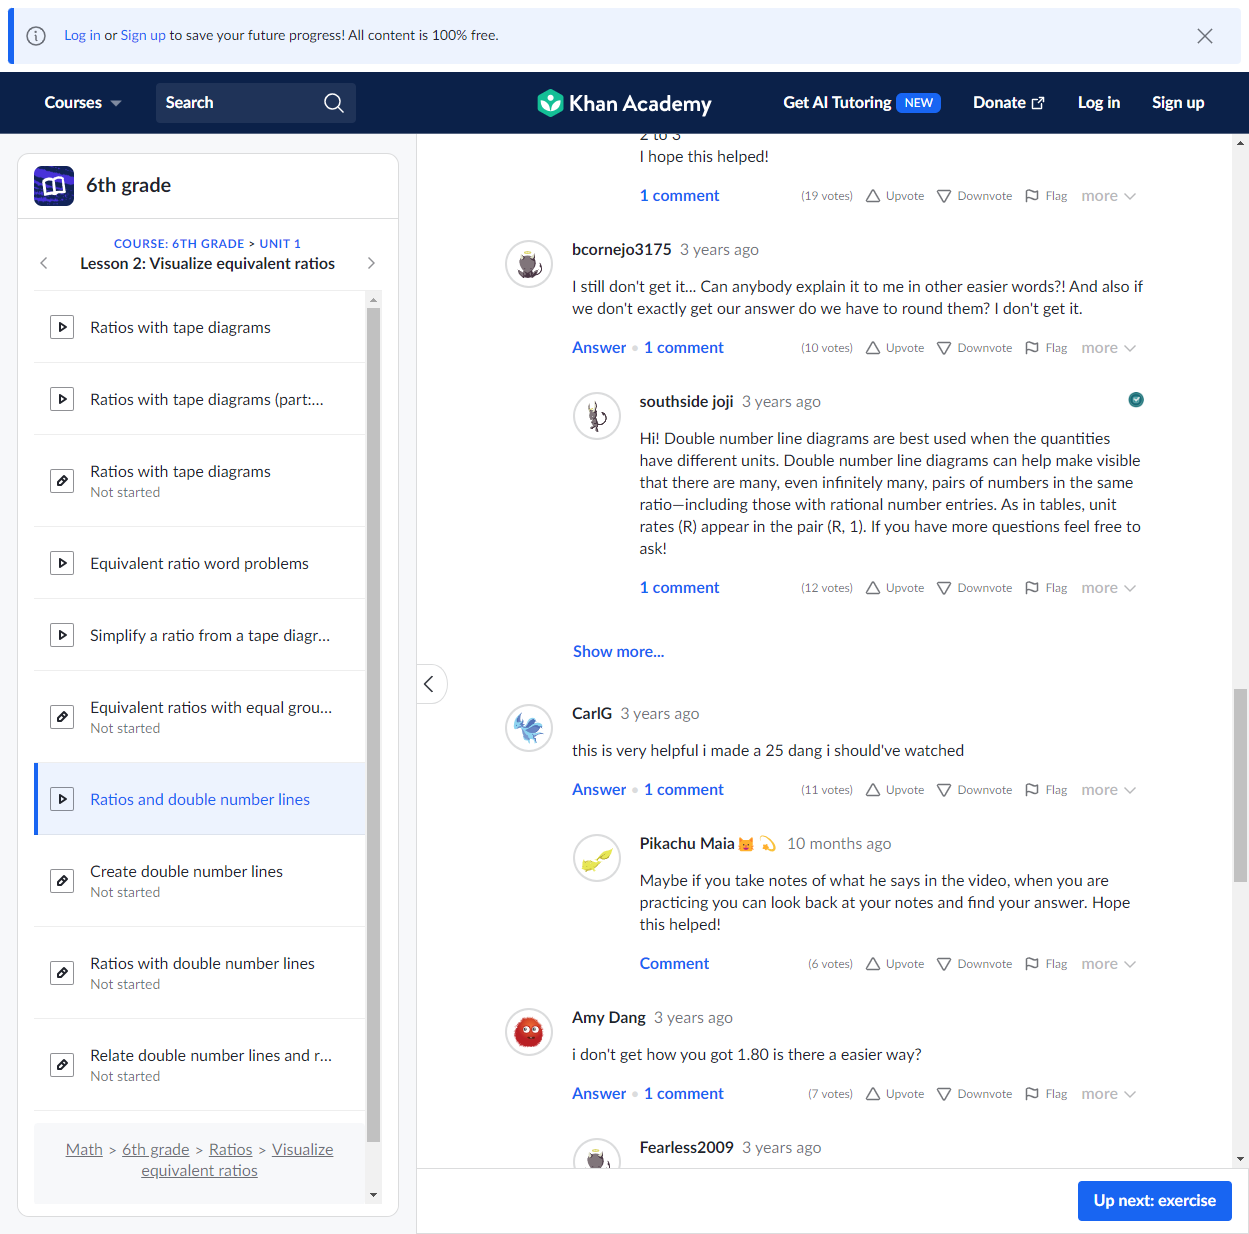 Log in or Sign up to save your future progress! All content is 100% free.
Courses
Search
Khan Academy
Get AI Tutoring NEW
Donate
Log in
Sign up
6th grade
COURSE: 6TH GRADE > UNIT 1
Lesson 2: Visualize equivalent ratios
Ratios with tape diagrams
Ratios with tape diagrams (part:...
Ratios with tape diagrams
Not started
Equivalent ratio word problems
Simplify a ratio from a tape diagr...
Equivalent ratios with equal grou...
Not started
Ratios and double number lines
Create double number lines
Not started
Ratios with double number lines
Not started
Relate double number lines and r...
Not started
Math > 6th grade > Ratios > Visualize
equivalent ratios
2 to 3
I hope this helped!
1 comment (19 votes) Upvote Downvote Flag more
bcornejo3175 3 years ago
I still don't get it... Can anybody explain it to me in other easier words?! And also if
we don't exactly get our answer do we have to round them? I don't get it.
Answer • 1 comment (10 votes) Upvote Downvote Flag more
southside joji 3 years ago
Hi! Double number line diagrams are best used when the quantities
have different units. Double number line diagrams can help make visible
that there are many, even infinitely many, pairs of numbers in the same
ratio—including those with rational number entries. As in tables, unit
rates (R) appear in the pair (R, 1). If you have more questions feel free to
ask!
1 comment (12 votes) Upvote Downvote Flag more
Show more...
CarlG 3 years ago
this is very helpful i made a 25 dang i should've watched
Answer • 1 comment (11 votes) Upvote Downvote Flag more
Pikachu Maia🐱💫 10 months ago
Maybe if you take notes of what he says in the video, when you are
practicing you can look back at your notes and find your answer. Hope
this helped!
Comment (6 votes) Upvote Downvote Flag more
Amy Dang 3 years ago
i don't get how you got 1.80 is there a easier way?
Answer • 1 comment (7 votes) Upvote Downvote Flag more
Fearless2009 3 years ago
Up next: exercise